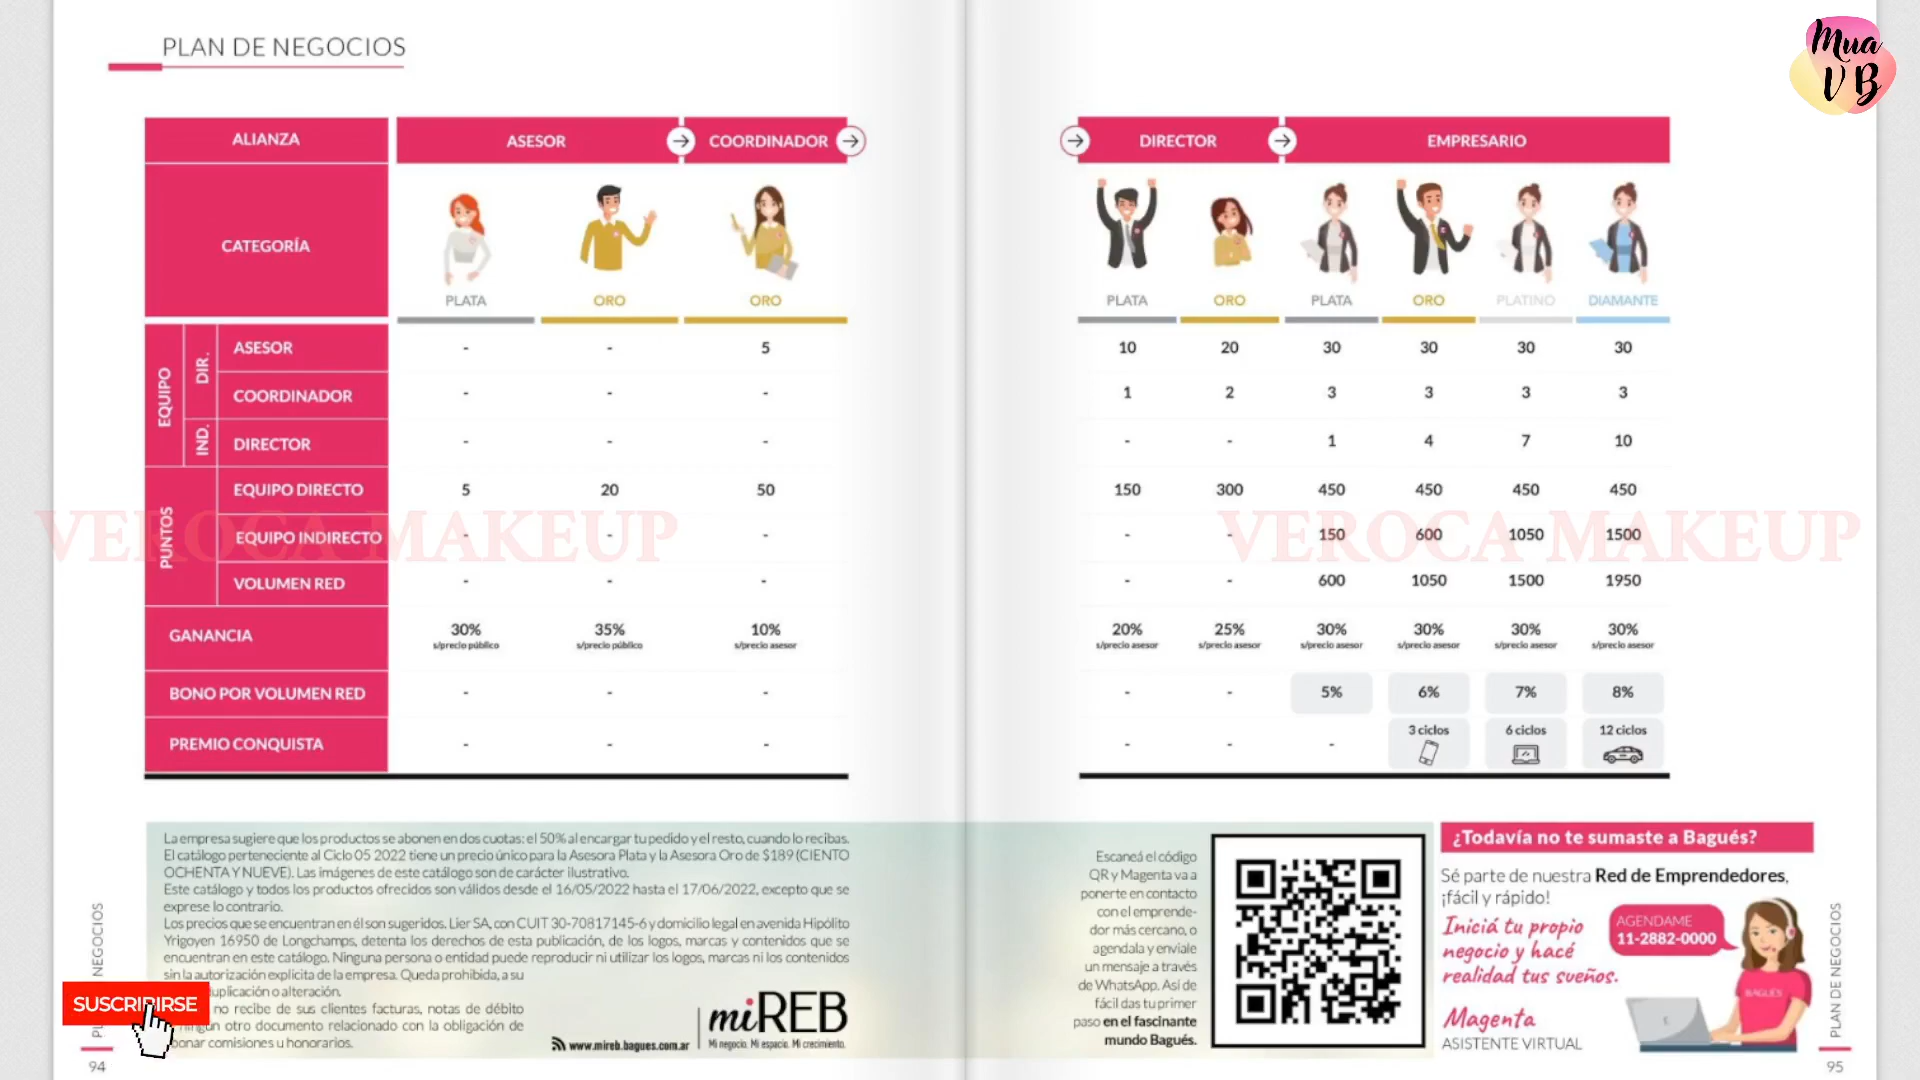 PLAN DE NEGOCIOS
Mua
VB
ALIANZA
ASESOR
COORDINADOR
DIRECTOR
EMPRESARIO
CATEGORÍA
PLATA
ORO
ORO
PLATA
ORO
PLATA
ORO
PLATINO
DIAMANTE
EQUIPO
DIR.
ASESOR - - 5 10 20 30 30 30 30
COORDINADOR - - - 1 2 3 3 3 3
IND.
DIRECTOR - - - - - 1 4 7 10
PUNTOS
EQUIPO DIRECTO 5 20 50 150 300 450 450 450 450
EQUIPO INDIRECTO - - - - - 150 600 1050 1500
VOLUMEN RED - - - - - 600 1050 1500 1950
GANANCIA 30% 35% 10% 20% 25% 30% 30% 30% 30%
s/precio público s/precio público s/precio asesor s/precio asesor s/precio asesor s/precio asesor s/precio asesor s/precio asesor s/precio asesor
BONO POR VOLUMEN RED - - - - - 5% 6% 7% 8%
PREMIO CONQUISTA - - - - - - 3 ciclos 6 ciclos 12 ciclos
VEROCA MAKEUP
VEROCA MAKEUP
La empresa sugiere que los productos se abonen en dos cuotas: el 50% al encargar tu pedido y el resto, cuando lo recibas.
El catálogo perteneciente al Ciclo 05 2022 tiene un precio único para la Asesora Plata y la Asesora Oro de $189 (CIENTO
OCHENTA Y NUEVE). Las imágenes de este catálogo son de carácter ilustrativo.
Este catálogo y todos los productos ofrecidos son válidos desde el 16/05/2022 hasta el 17/06/2022, excepto que se
exprese lo contrario.
Los precios que se encuentran en él son sugeridos. Lier SA, con CUIT 30-70817145-6 y domicilio legal en avenida Hipólito
Yrigoyen 16950 de Longchamps, detenta los derechos de esta publicación, de los logos, marcas y contenidos que se
encuentran en este catálogo. Ninguna persona o entidad puede reproducir ni utilizar los logos, marcas ni los contenidos
sin la autorización explícita de la empresa. Queda prohibida, a su
uplicación o alteración.
no recibe de sus clientes facturas, notas de débito
otro documento relacionado con la obligación de
onar comisiones u honorarios.
www.mireb.bagues.com.ar
miREB
Mi negocio. Mi espacio. Mi crecimiento.
SUSCRIBIRSE
NEGOCIOS
94
Escaneá el código
QR y Magenta va a
ponerte en contacto
con el emprende-
dor más cercano, o
agendala y enviale
un mensaje a través
de WhatsApp. Así de
fácil das tu primer
paso en el fascinante
mundo Bagués.
¿Todavía no te sumaste a Bagués?
Sé parte de nuestra Red de Emprendedores,
¡fácil y rápido!
Iniciá tu propio
negocio y hacé
realidad tus sueños.
AGENDAME
11-2882-0000
Magenta
ASISTENTE VIRTUAL
BAGUÉS
PLAN DE NEGOCIOS
95